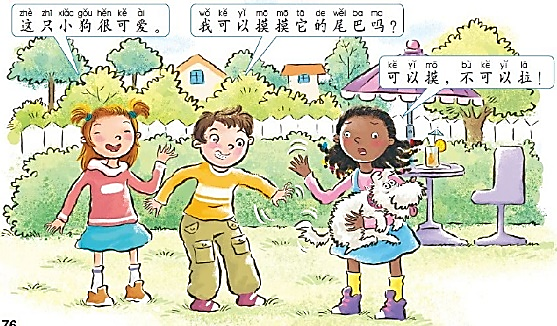 zhè zhī xiǎo gǒu hěn kě ài
这只小狗很可爱。
wǒ kě yǐ mō mō tā de wěi ba ma
我可以摸摸它的尾巴吗？
kě yǐ mō bù kě yǐ lā
可以摸，不可以拉！
76